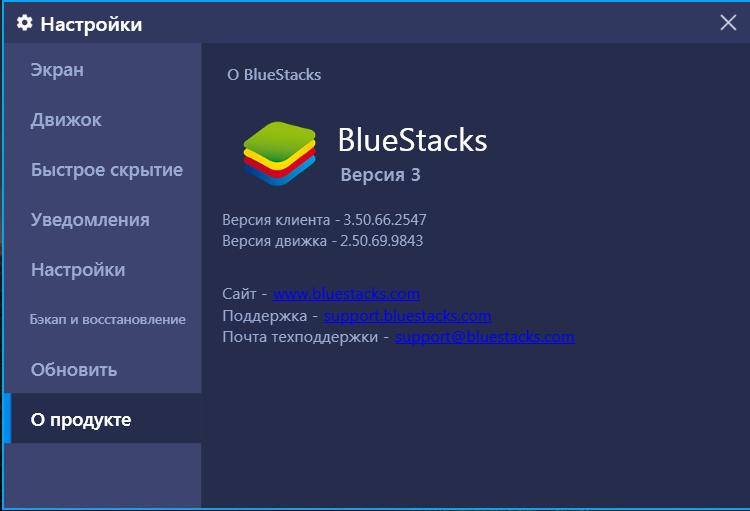 Настройки
Экран
Движок
Быстрое скрытие
Уведомления
Настройки
Бэкап и восстановление
Обновить
О продукте
О BlueStacks
BlueStacks
Версия 3
Версия клиента - 3.50.66.2547
Версия движка - 2.50.69.9843
Сайт - www.bluestacks.com
Поддержка - support.bluestacks.com
Почта техподдержки - support@bluestacks.com